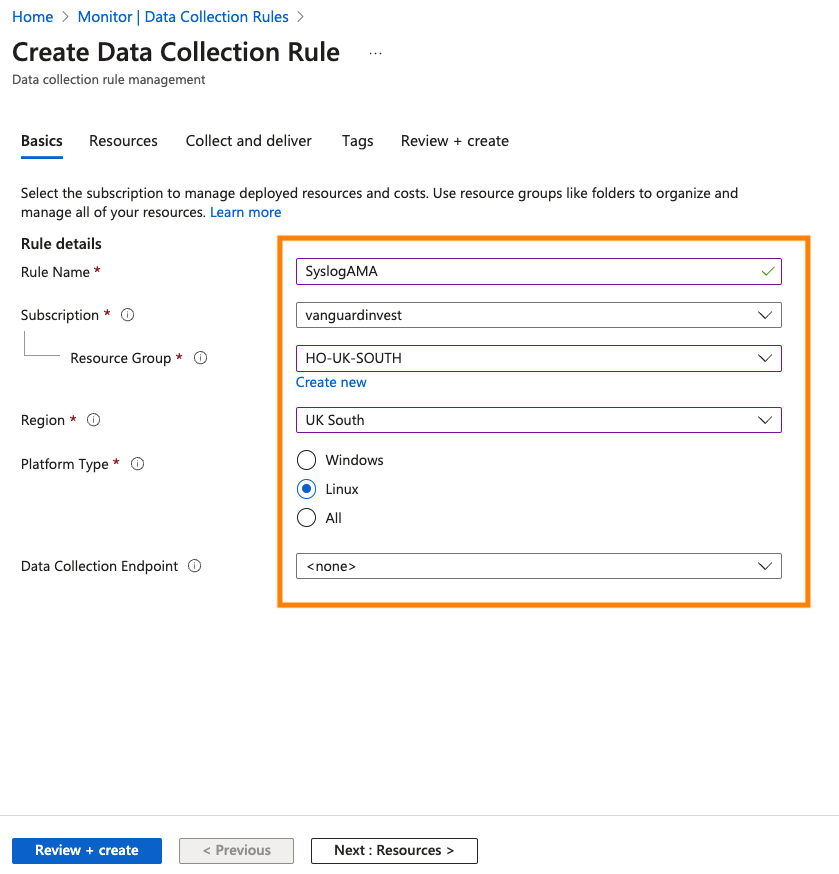 Home > Monitor | Data Collection Rules >
Create Data Collection Rule ...
Data collection rule management
Basics Resources Collect and deliver Tags Review + create
Select the subscription to manage deployed resources and costs. Use resource groups like folders to organize and
manage all of your resources. Learn more
Rule details
Rule Name * SyslogAMA
Subscription * vanguardinvest
Resource Group * HO-UK-SOUTH
Create new
Region * UK South
Platform Type * Windows
Linux
All
Data Collection Endpoint <none>
Review + create < Previous Next : Resources >